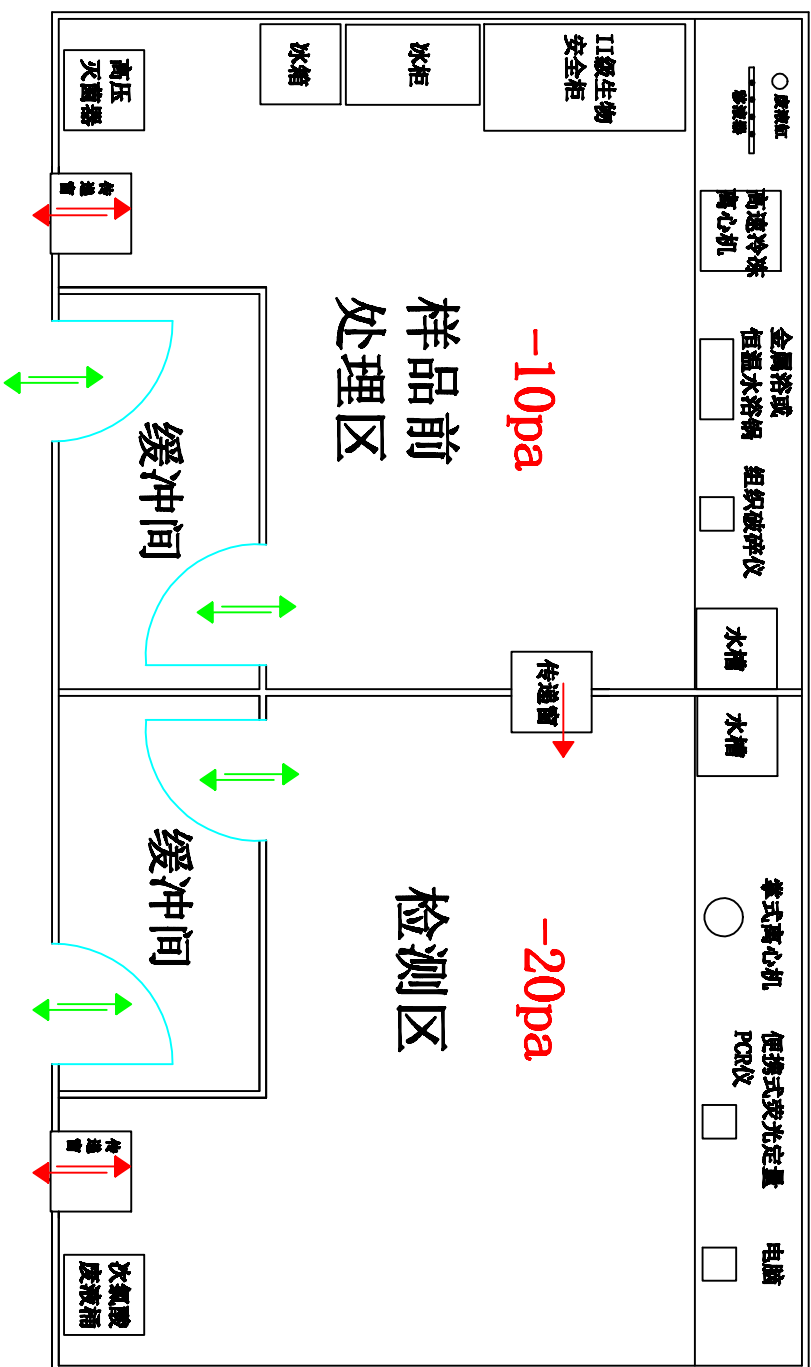 废液缸
移液器
高速冷冻
离心机
金属浴或
恒温水浴锅
组织破碎仪
水槽
水槽
掌式离心机
便携式荧光定量
PCR仪
电脑
II级生物
安全柜
冰柜
冰箱
高压
灭菌器
传递窗
-10pa
样品前
处理区
缓冲间
传递窗
-20pa
检测区
缓冲间
传递窗
次氯酸
废液桶